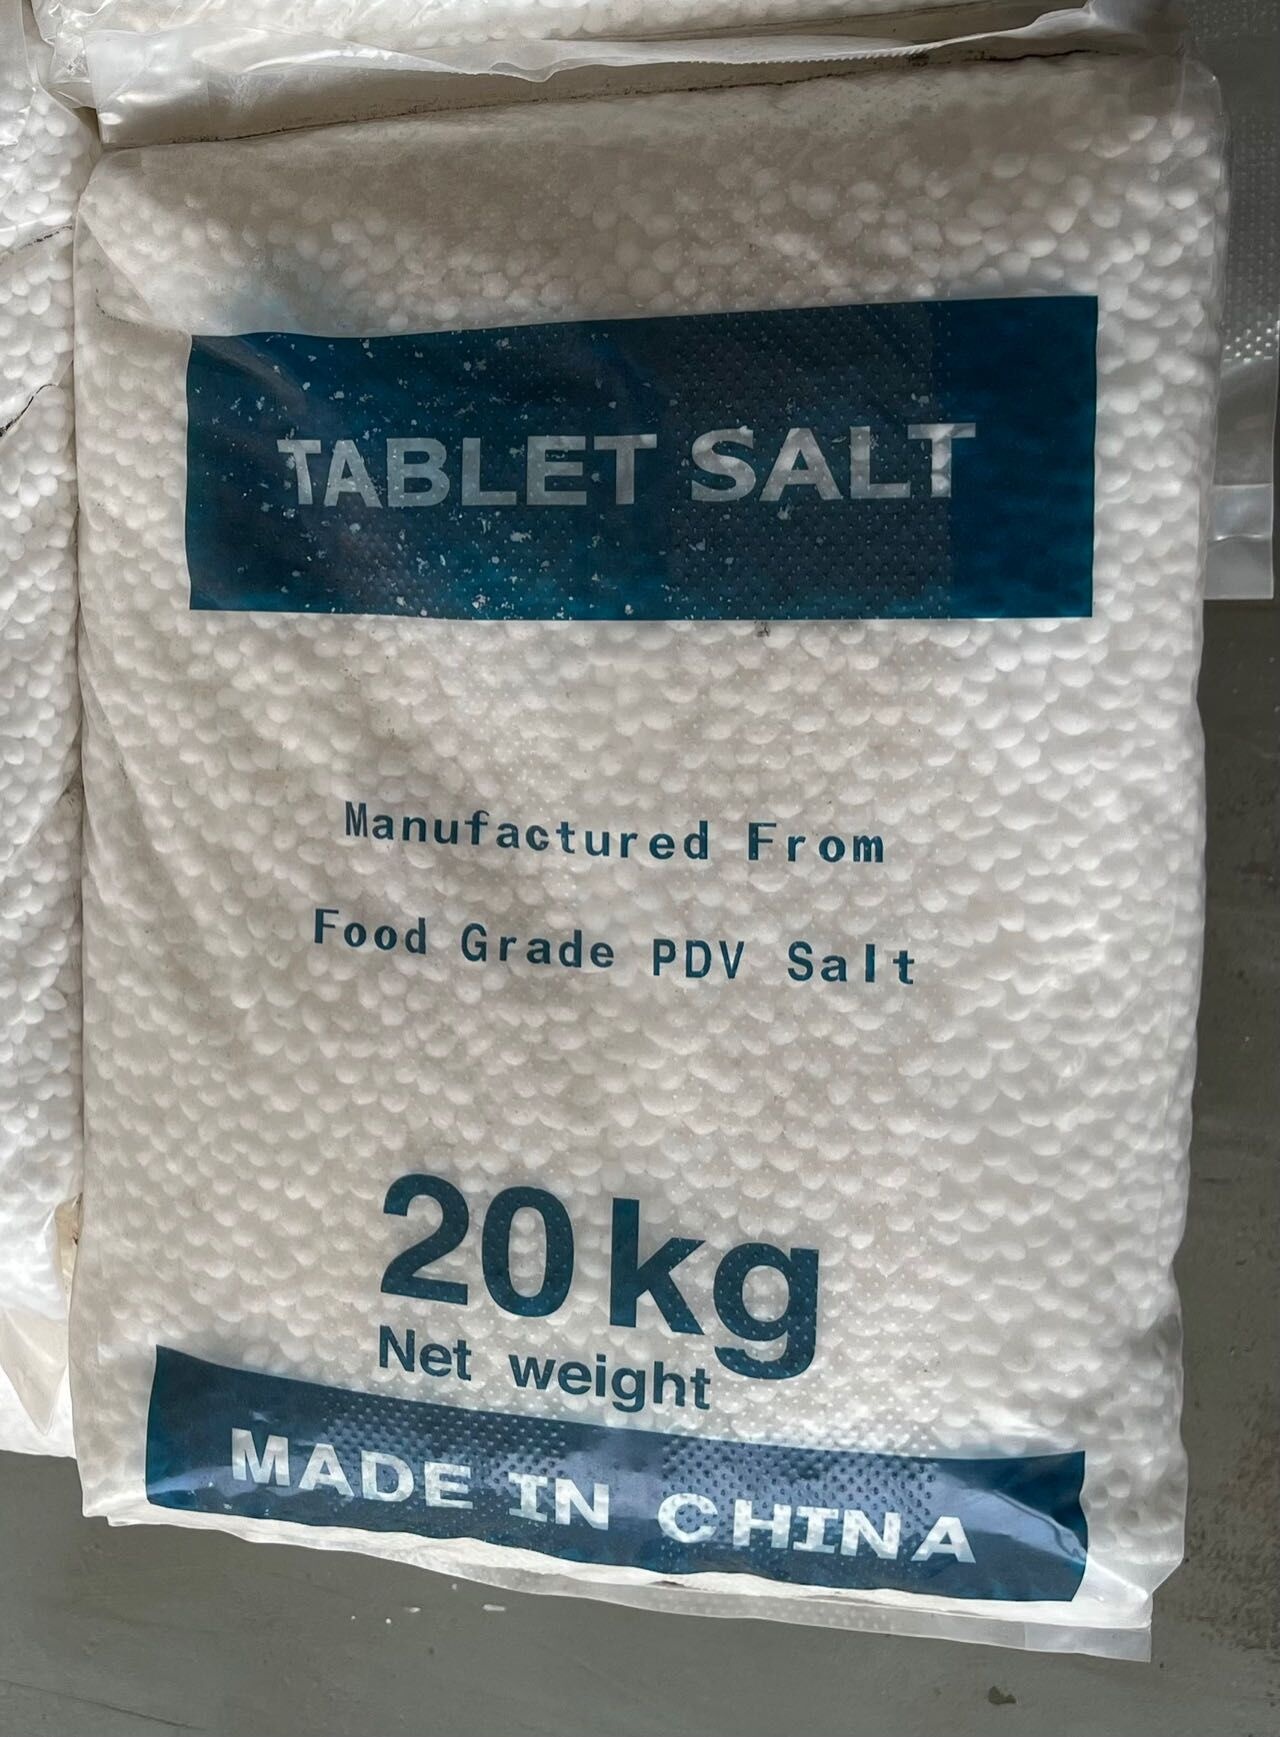 TABLET SALT
Manufactured From
Food Grade PDV Salt
20kg
Net weight
MADE IN CHINA